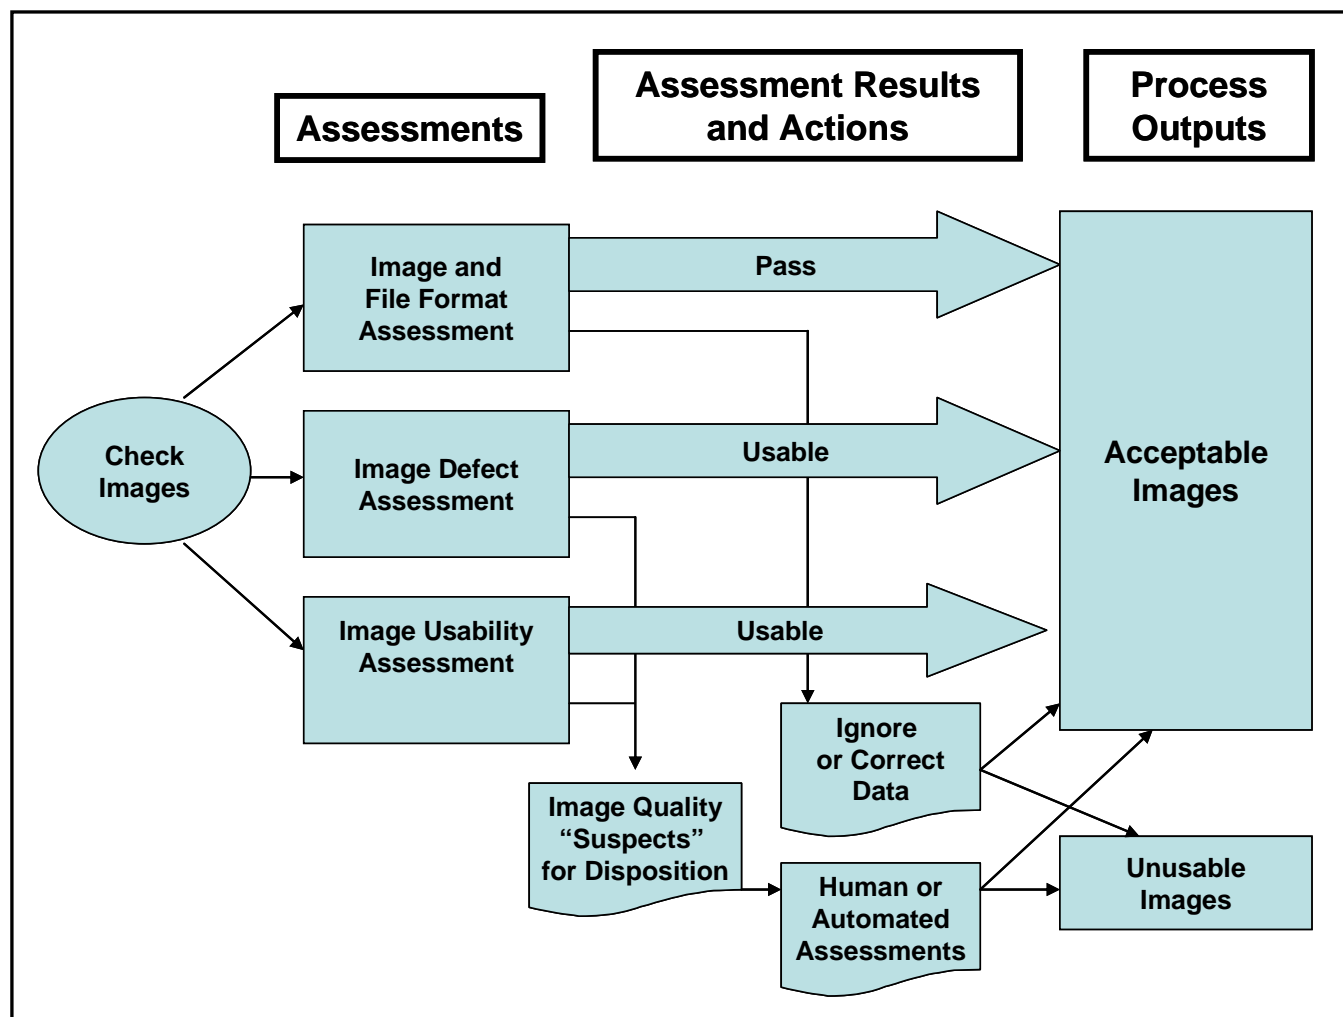 Assessments
Assessment Results
and Actions
Process
Outputs
Image and
File Format
Assessment
Pass
Check
Images
Image Defect
Assessment
Usable
Acceptable
Images
Image Usability
Assessment
Usable
Ignore
or Correct
Data
Image Quality
“Suspects”
for Disposition
Human or
Automated
Assessments
Unusable
Images